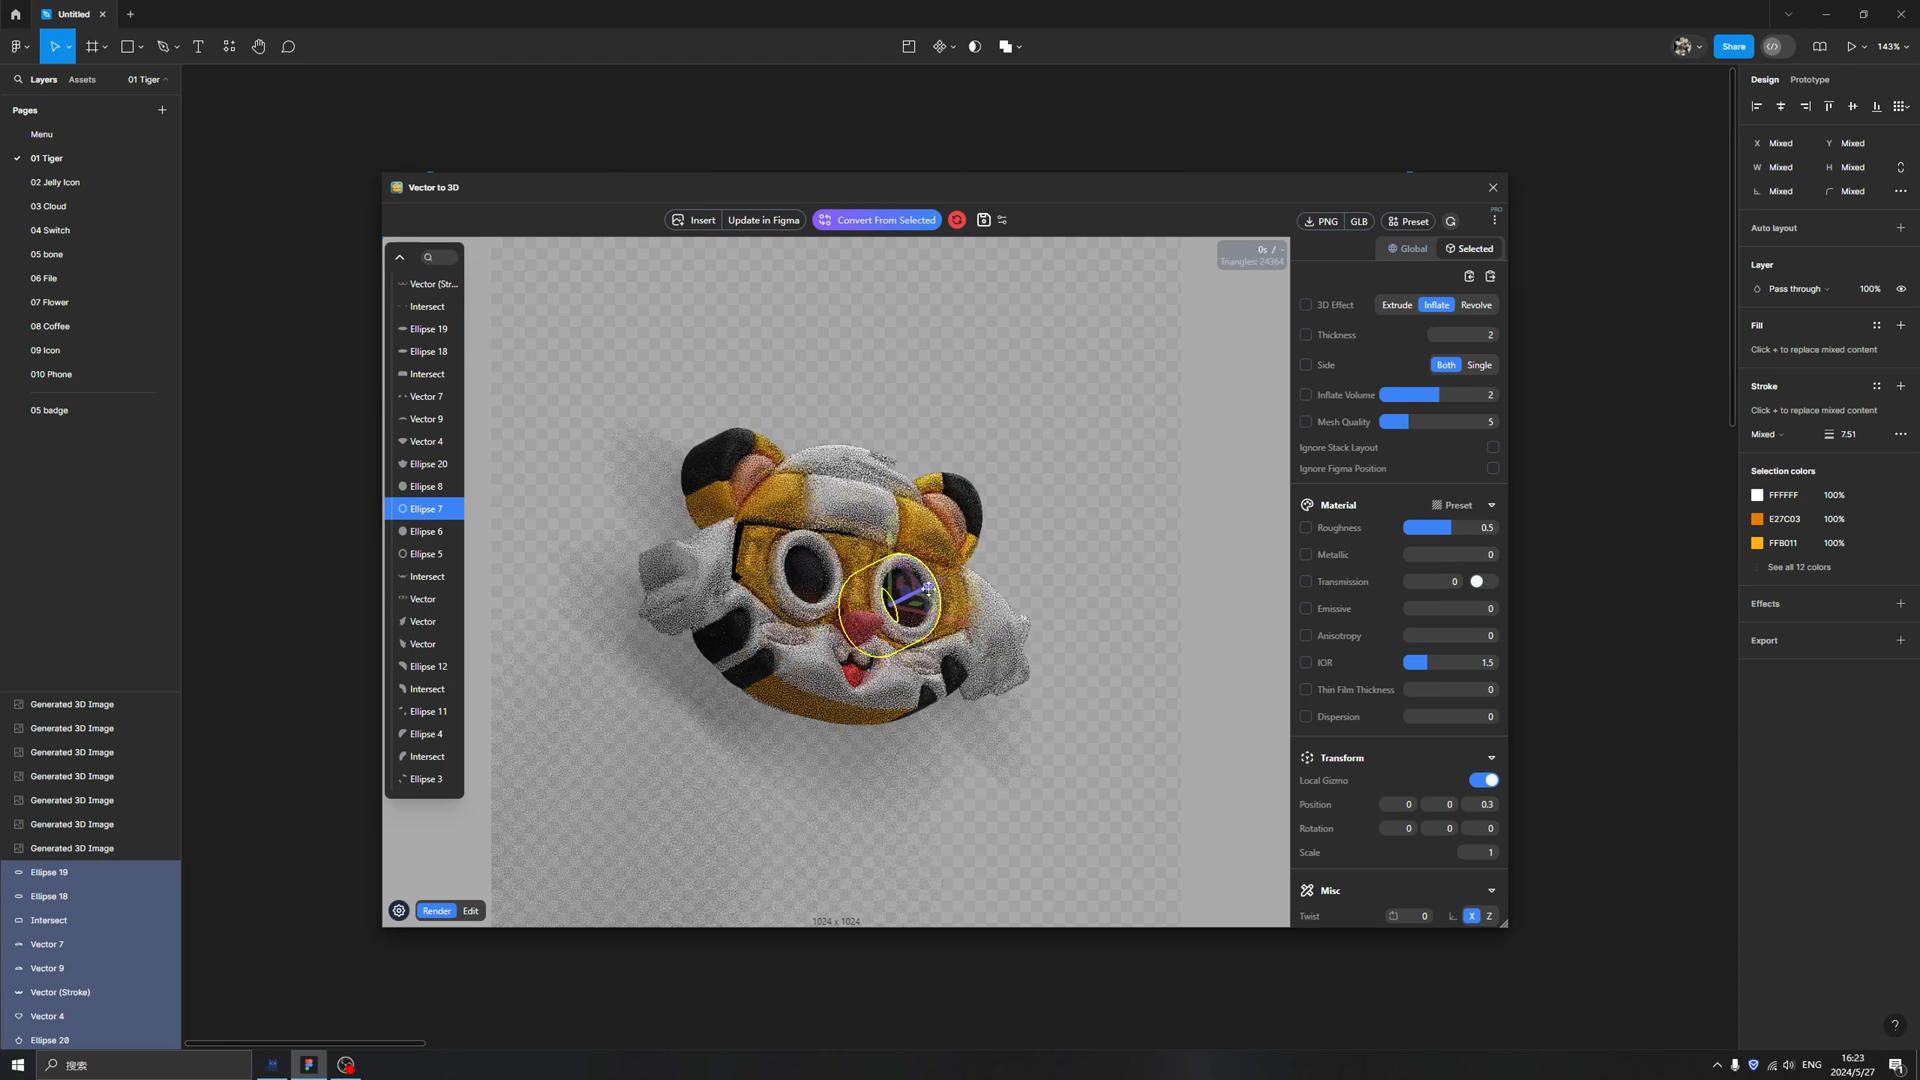 Untitled
Share
143%
Layers
Assets
01 Tiger
Pages
Menu
01 Tiger
02 Jelly Icon
03 Cloud
04 Switch
05 bone
06 File
07 Flower
08 Coffee
09 Icon
010 Phone
05 badge
Generated 3D Image
Generated 3D Image
Generated 3D Image
Generated 3D Image
Generated 3D Image
Generated 3D Image
Generated 3D Image
Ellipse 19
Ellipse 18
Intersect
Vector 7
Vector 9
Vector (Stroke)
Vector 4
Ellipse 20
Vector to 3D
Insert
Update in Figma
Convert From Selected
PNG
GLB
Preset
PRO
0s / -
Triangles: 24364
Vector (Str...
Intersect
Ellipse 19
Ellipse 18
Intersect
Vector 7
Vector 9
Vector 4
Ellipse 20
Ellipse 8
Ellipse 7
Ellipse 6
Ellipse 5
Intersect
Vector
Vector
Vector
Ellipse 12
Intersect
Ellipse 11
Ellipse 4
Intersect
Ellipse 3
Render
Edit
1024 x 1024
Global
Selected
3D Effect
Extrude
Inflate
Revolve
Thickness
2
Side
Both
Single
Inflate Volume
2
Mesh Quality
5
Ignore Stack Layout
Ignore Figma Position
Material
Preset
Roughness
0.5
Metallic
0
Transmission
0
Emissive
0
Anisotropy
0
IOR
1.5
Thin Film Thickness
0
Dispersion
0
Transform
Local Gizmo
Position
0
0
0.3
Rotation
0
0
0
Scale
1
Misc
Twist
0
X
Z
Design
Prototype
X Mixed
Y Mixed
W Mixed
H Mixed
Mixed
Mixed
Auto layout
Layer
Pass through
100%
Fill
Click + to replace mixed content
Stroke
Click + to replace mixed content
Mixed
7.51
Selection colors
FFFFFF
100%
E27C03
100%
FFB011
100%
See all 12 colors
Effects
Export
?
搜索
ENG
16:23
2024/5/27
1